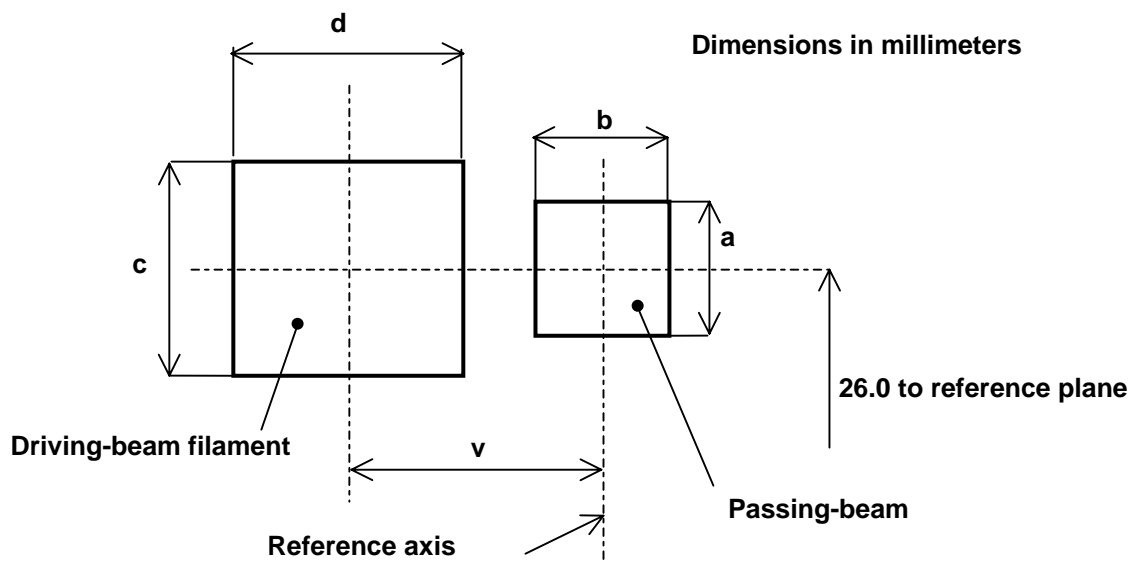 d
Dimensions in millimeters
b
a
c
26.0 to reference plane
Driving-beam filament
v
Passing-beam
Reference axis